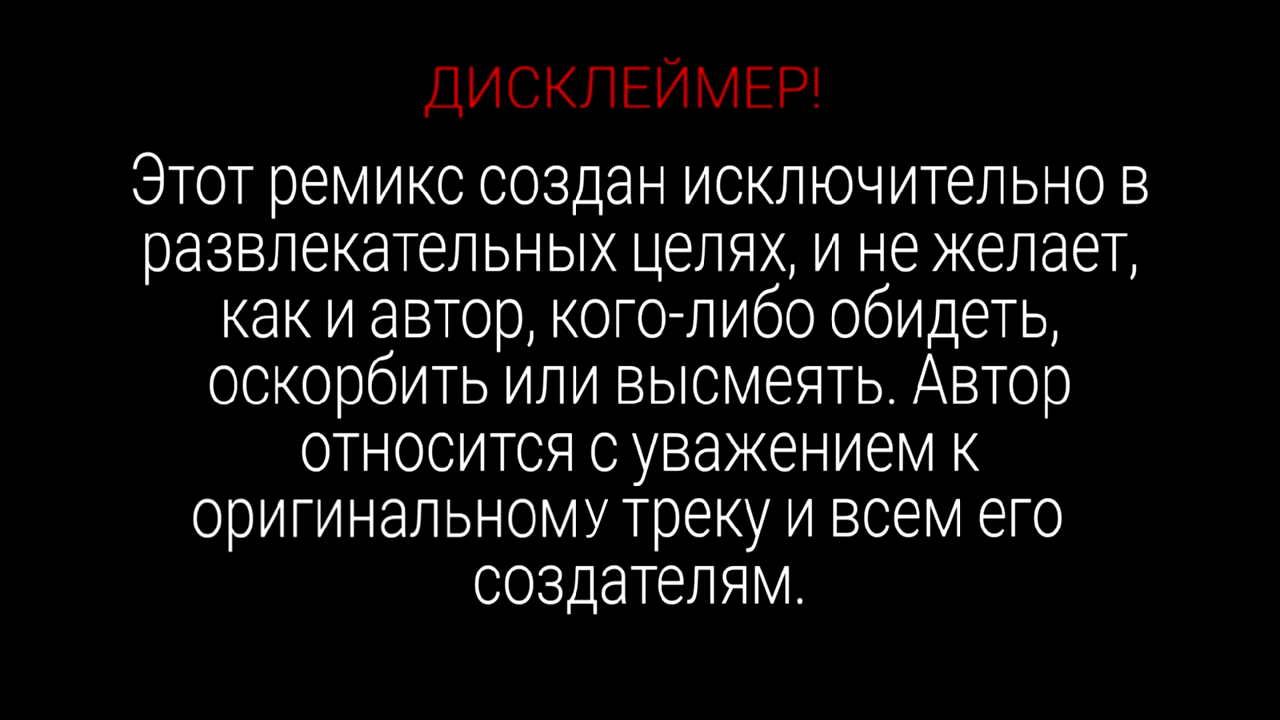 ДИСКЛЕЙМЕР!
Этот ремикс создан исключительно в
развлекательных целях, и не желает,
как и автор, кого-либо обидеть,
оскорбить или высмеять. Автор
относится с уважением к
оригинальному треку и всем его
создателям.